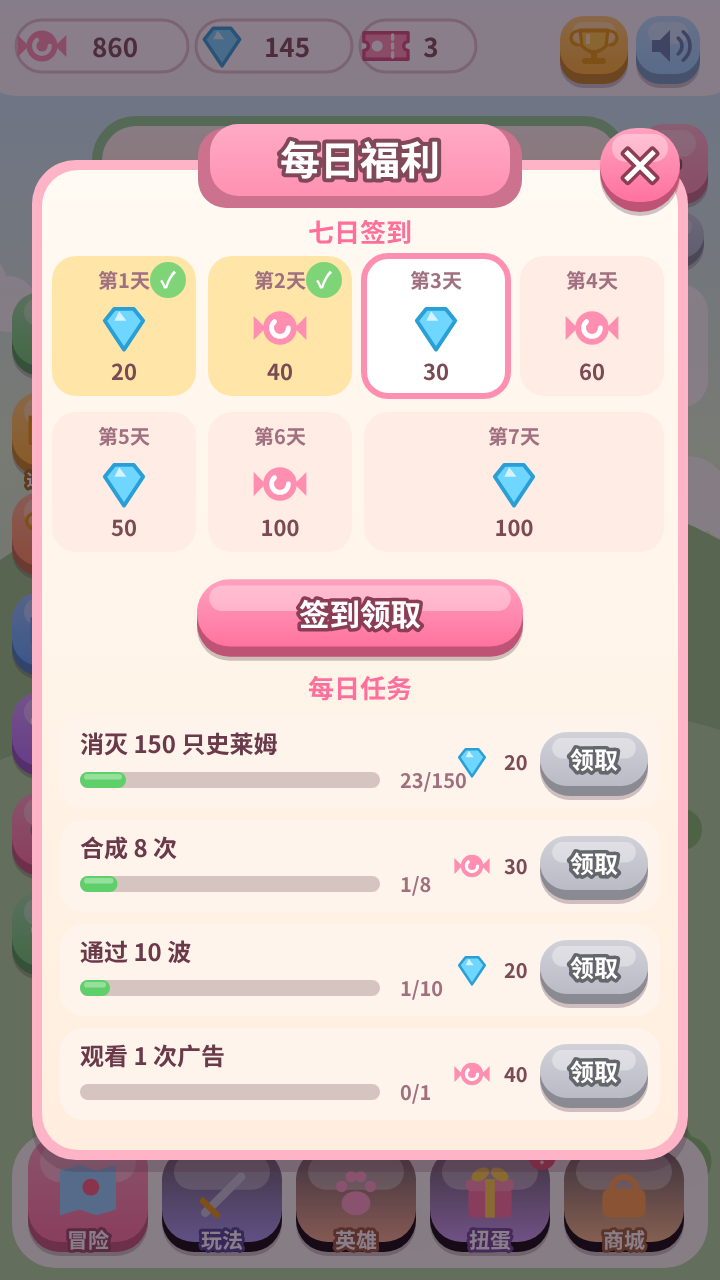 860
145
3
每日福利
七日签到
第1天
第2天
第3天
第4天
20
40
30
60
第5天
第6天
第7天
50
100
100
签到领取
每日任务
消灭 150 只史莱姆
23/150
20
领取
合成 8 次
1/8
30
领取
通过 10 波
1/10
20
领取
观看 1 次广告
0/1
40
领取
冒险
玩法
英雄
扭蛋
商城